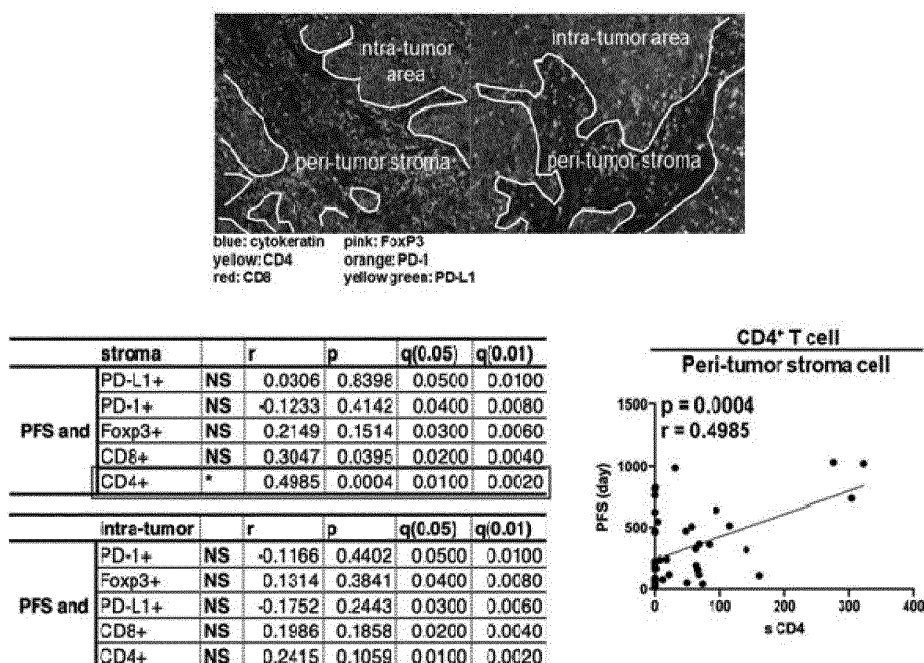 intra-tumor area
intra-tumor area
peri-tumor stroma
peri-tumor stroma
blue: cytokeratin pink: FoxP3
yellow: CD4 orange: PD-1
red: CD8 yellow green: PD-L1
stroma r p q(0.05) q(0.01)
PFS and
PD-L1+ NS 0.0306 0.8398 0.0500 0.0100
PD-1+ NS -0.1233 0.4142 0.0400 0.0080
Foxp3+ NS 0.2149 0.1514 0.0300 0.0060
CD8+ NS 0.3047 0.0395 0.0200 0.0040
CD4+ * 0.4985 0.0004 0.0100 0.0020
intra-tumor r p q(0.05) q(0.01)
PFS and
PD-1+ NS -0.1166 0.4402 0.0500 0.0100
Foxp3+ NS 0.1314 0.3841 0.0400 0.0080
PD-L1+ NS -0.1752 0.2443 0.0300 0.0060
CD8+ NS 0.1986 0.1858 0.0200 0.0040
CD4+ NS 0.2415 0.1059 0.0100 0.0020
CD4+ T cell
Peri-tumor stroma cell
p = 0.0004
r = 0.4985
PFS (day)
1500
1000
500
0
0 100 200 300 400
s CD4